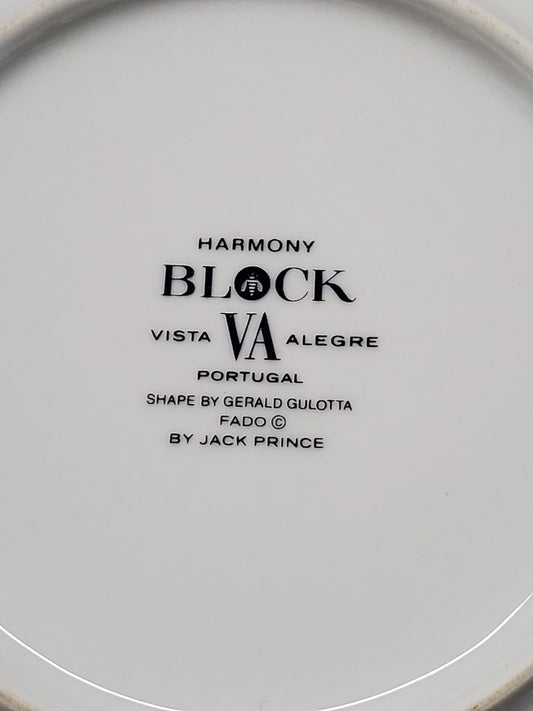 HARMONY
BLOCK
VISTA VA ALEGRE
PORTUGAL
SHAPE BY GERALD GULOTTA
FADO ©
BY JACK PRINCE